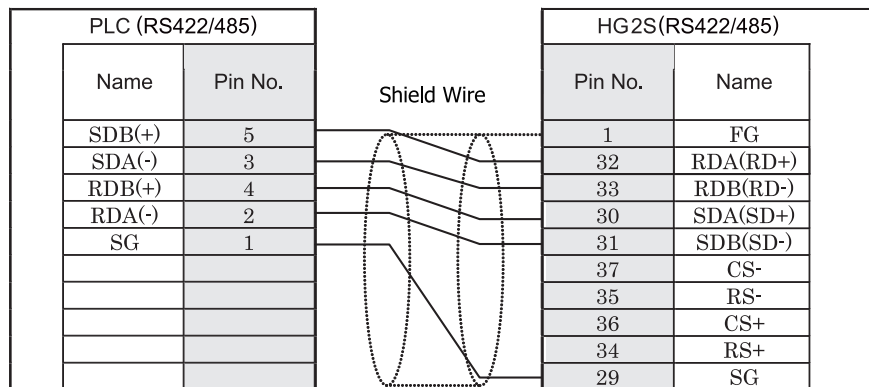 PLC (RS422/485) HG2S(RS422/485)
Name Pin No. Shield Wire Pin No. Name
SDB(+) 5 1 FG
SDA(-) 3 32 RDA(RD+)
RDB(+) 4 33 RDB(RD-)
RDA(-) 2 30 SDA(SD+)
SG 1 31 SDB(SD-)
37 CS-
35 RS-
36 CS+
34 RS+
29 SG